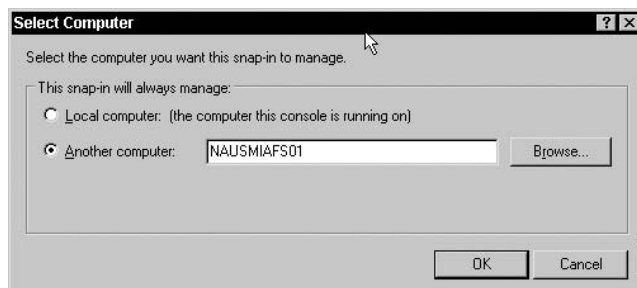 Select Computer
Select the computer you want this snap-in to manage.
This snap-in will always manage:
Local computer: (the computer this console is running on)
Another computer: NAUSMIAFS01 Browse...
OK Cancel